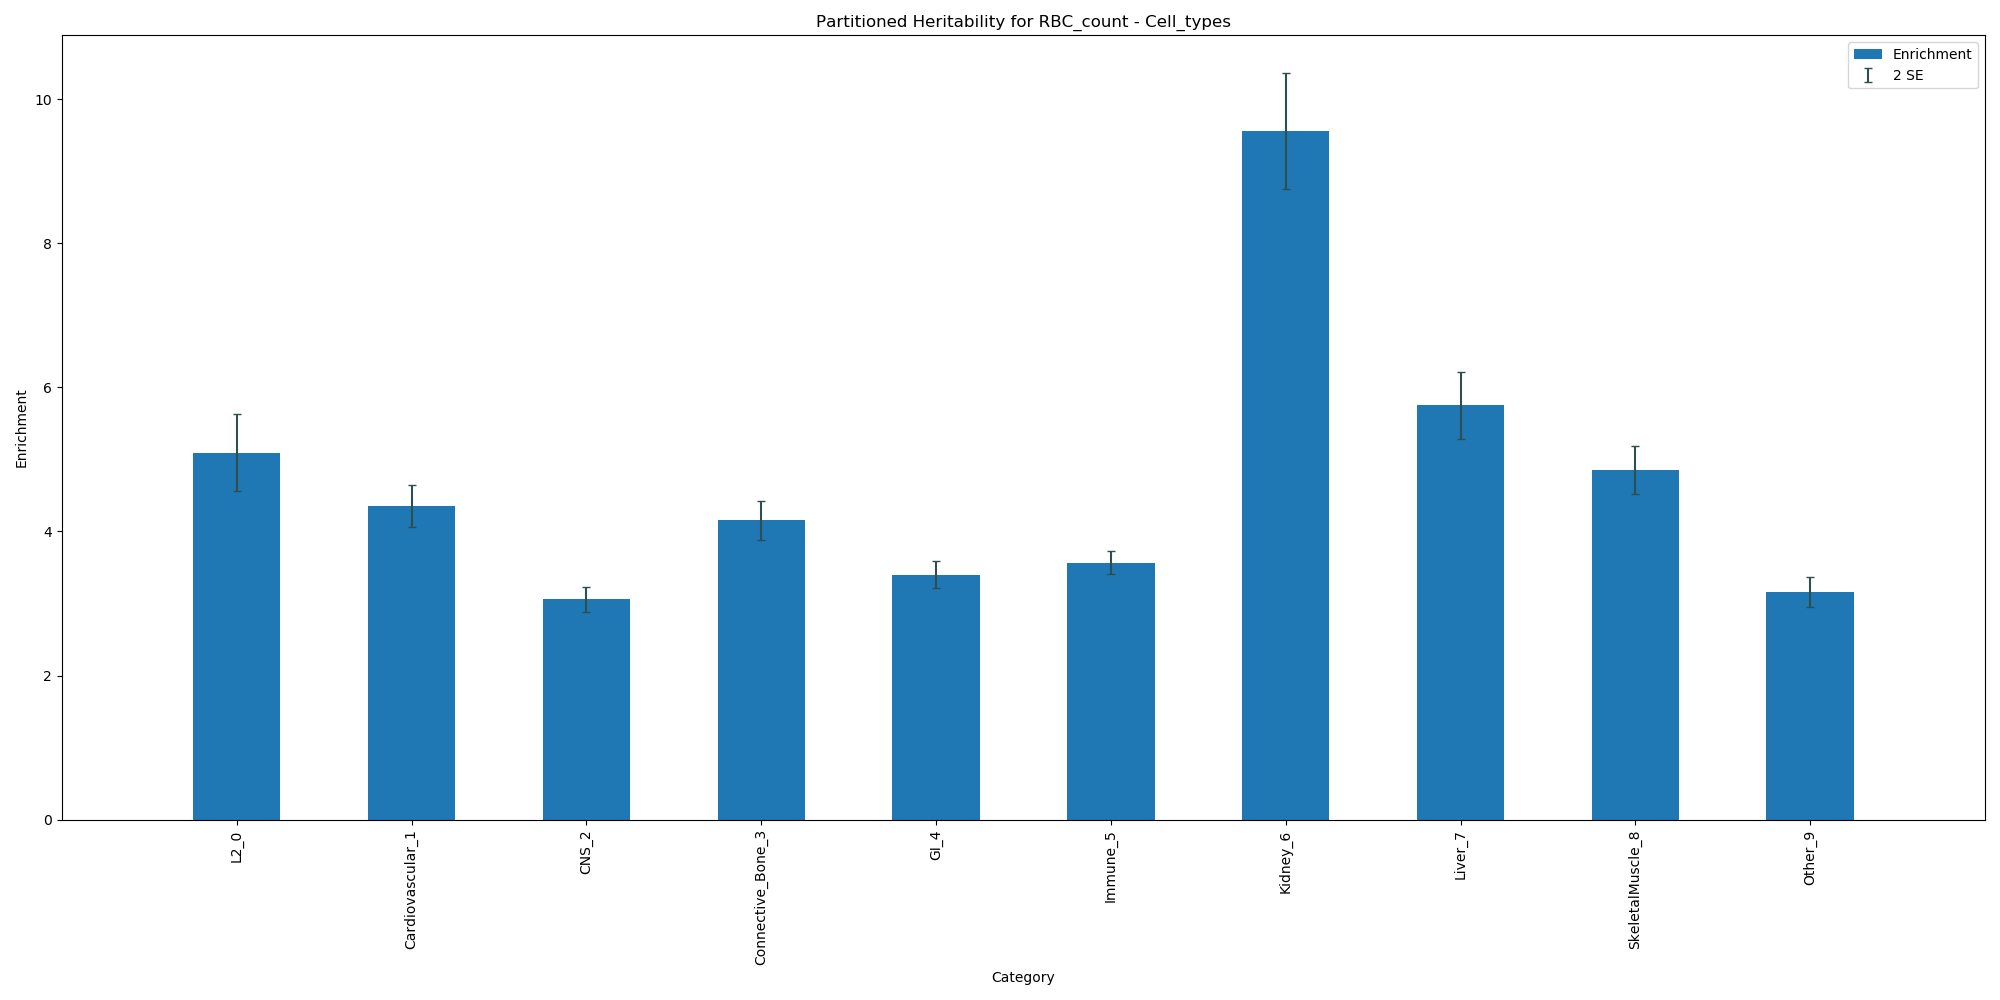 Partitioned Heritability for RBC_count - Cell_types
Enrichment
2 SE
Enrichment
10
8
6
4
2
0
L2_0
Cardiovascular_1
CNS_2
Connective_Bone_3
GI_4
Immune_5
Kidney_6
Liver_7
SkeletalMuscle_8
Other_9
Category